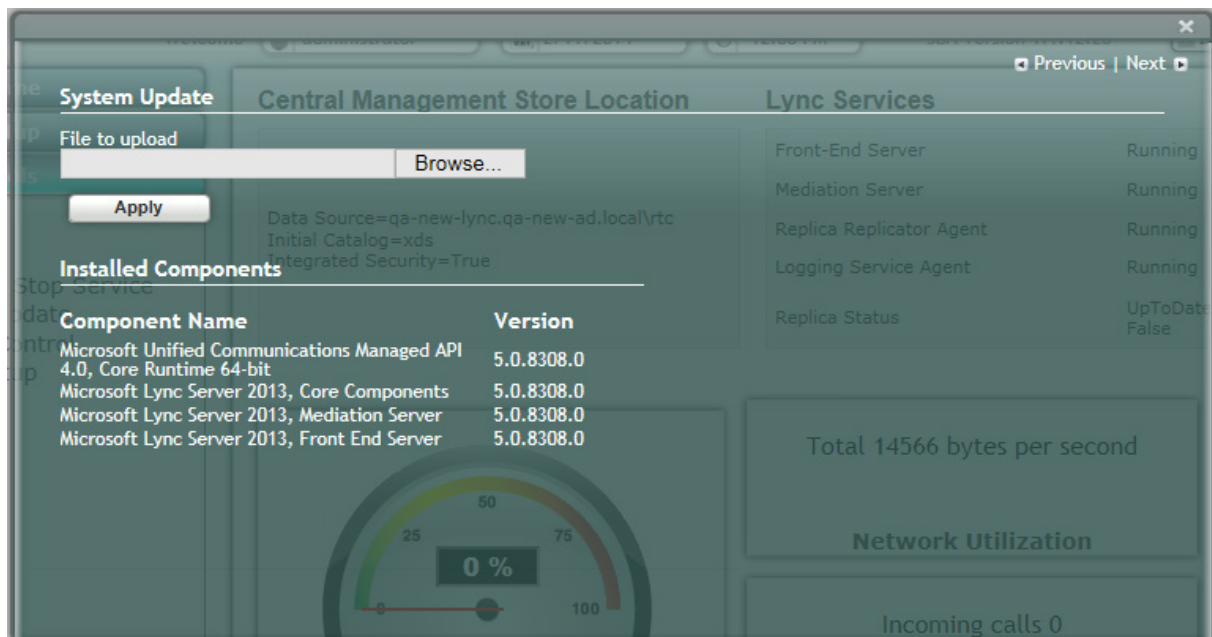 Welcome
Previous | Next
System Update
Central Management Store Location
Lync Services
File to upload
Browse...
Apply
Front-End Server Running
Mediation Server Running
Replica Replicator Agent Running
Logging Service Agent Running
Replica Status UpToDate
False
Data Source=qa-new-lync.qa-new-ad.local\rtc
Initial Catalog=xds
Integrated Security=True
Installed Components
Stop Service
Component Name Version
Microsoft Unified Communications Managed API
4.0, Core Runtime 64-bit 5.0.8308.0
Microsoft Lync Server 2013, Core Components 5.0.8308.0
Microsoft Lync Server 2013, Mediation Server 5.0.8308.0
Microsoft Lync Server 2013, Front End Server 5.0.8308.0
Total 14566 bytes per second
Network Utilization
Incoming calls 0
50
25 75
0 %
0 100